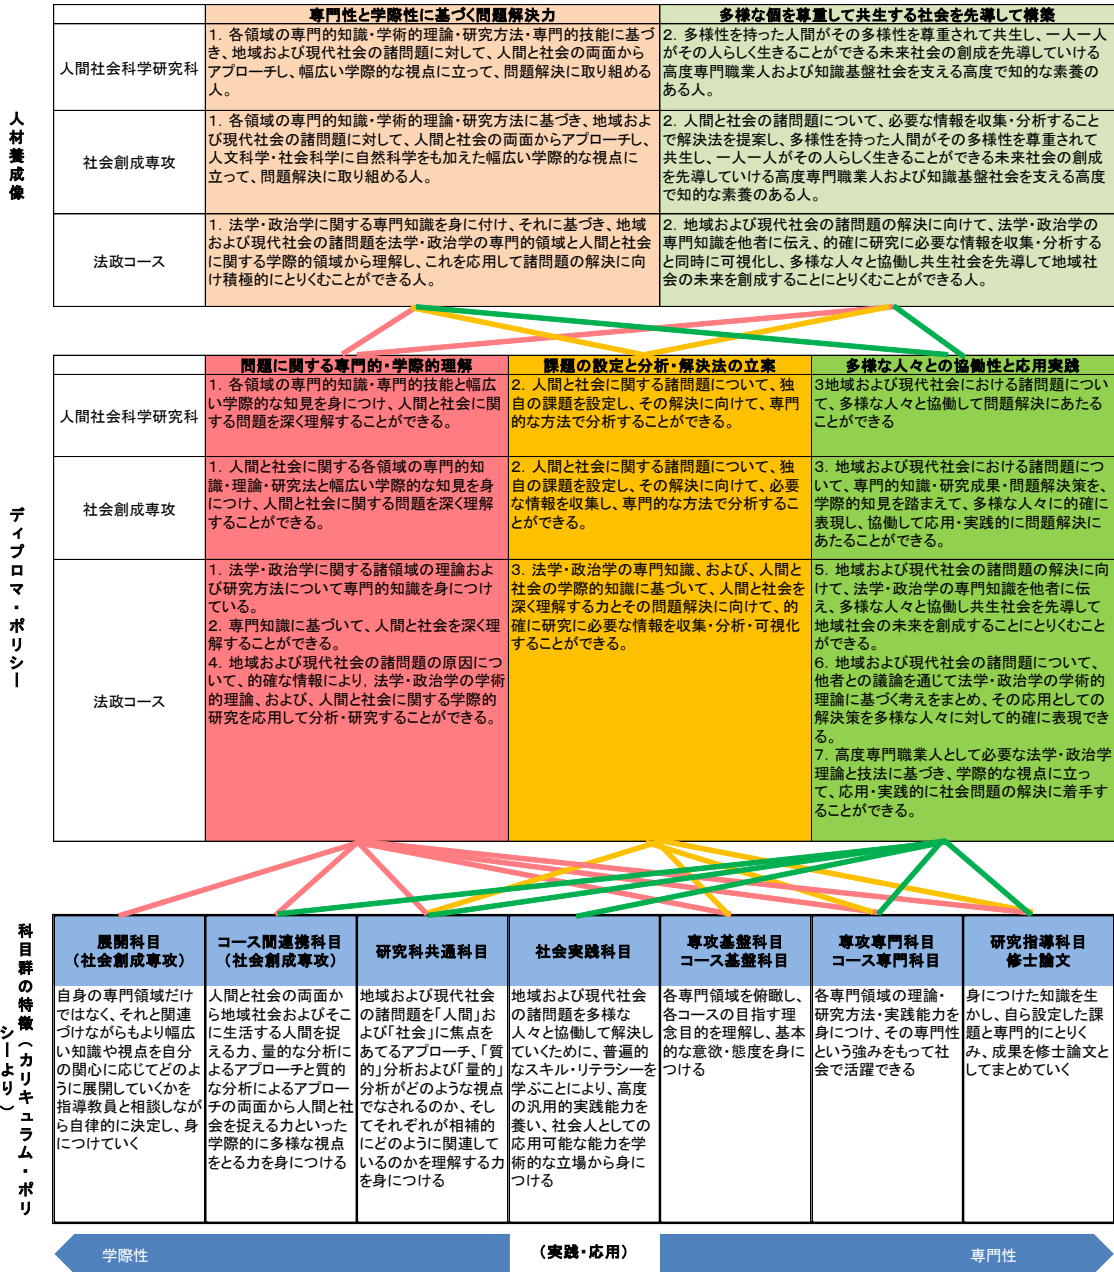 人材養成像
専門性と学際性に基づく問題解決力
多様な個を尊重して共生する社会を先導して構築
人間社会科学研究科
1．各領域の専門的知識・学術的理論・研究方法・専門的技能に基づ
き、地域および現代社会の諸問題に対して、人間と社会の両面から
アプローチし、幅広い学際的な視点に立って、問題解決に取り組める
人。
2．多様性を持った人間がその多様性を尊重されて共生し、一人一人
がその人らしく生きることができる未来社会の創成を先導していける
高度専門職業人および知識基盤社会を支える高度で知的な素養の
ある人。
社会創成専攻
1．各領域の専門的知識・学術的理論・研究方法に基づき、地域およ
び現代社会の諸問題に対して、人間と社会の両面からアプローチし、
人文科学・社会科学に自然科学をも加えた幅広い学際的な視点に
立って、問題解決に取り組める人。
2．人間と社会の諸問題について、必要な情報を収集・分析すること
で解決法を提案し、多様性を持った人間がその多様性を尊重されて
共生し、一人一人がその人らしく生きることができる未来社会の創成
を先導していける高度専門職業人および知識基盤社会を支える高度
で知的な素養のある人。
法政コース
1．法学・政治学に関する専門知識を身に付け、それに基づき、地域
および現代社会の諸問題を法学・政治学の専門的領域と人間と社会
に関する学際的領域から理解し、これを応用して諸問題の解決に向
け積極的にとりくむことができる人。
2．地域および現代社会の諸問題の解決に向けて、法学・政治学の
専門知識を他者に伝え、的確に研究に必要な情報を収集・分析する
と同時に可視化し、多様な人々と協働し共生社会を先導して地域社
会の未来を創成することにとりくむことができる人。
ディプロマ・ポリシー
問題に関する専門的・学際的理解
課題の設定と分析・解決法の立案
多様な人々との協働性と応用実践
人間社会科学研究科
1．各領域の専門的知識・専門的技能と幅広
い学際的な知見を身につけ、人間と社会に関
する問題を深く理解することができる。
2．人間と社会に関する諸問題について、独
自の課題を設定し、その解決に向けて、専門
的な方法で分析することができる。
3地域および現代社会における諸問題につい
て、多様な人々と協働して問題解決にあたる
ことができる
社会創成専攻
1．人間と社会に関する各領域の専門的知
識・理論・研究法と幅広い学際的な知見を身
につけ、人間と社会に関する問題を深く理解
することができる。
2．人間と社会に関する諸問題について、独
自の課題を設定し、その解決に向けて、必要
な情報を収集し、専門的な方法で分析するこ
とができる。
3．地域および現代社会における諸問題につ
いて、専門的知識・研究成果・問題解決策を、
学際的知見を踏まえて、多様な人々に的確に
表現し、協働して応用・実践的に問題解決に
あたることができる。
法政コース
1．法学・政治学に関する諸領域の理論およ
び研究方法について専門的知識を身につけ
ている。
2．専門知識に基づいて、人間と社会を深く理
解することができる。
4．地域および現代社会の諸問題の原因につ
いて、的確な情報により, 法学・政治学の学術
的理論、および、人間と社会に関する学際的
研究を応用して分析・研究することができる。
3．法学・政治学の専門知識、および、人間と
社会の学際的知識に基づいて、人間と社会を
深く理解する力とその問題解決に向けて、的
確に研究に必要な情報を収集・分析・可視化
することができる。
5．地域および現代社会の諸問題の解決に向
けて、法学・政治学の専門知識を他者に伝
え、多様な人々と協働し共生社会を先導して
地域社会の未来を創成することにとりくむこと
ができる。
6．地域および現代社会の諸問題について、
他者との議論を通じて法学・政治学の学術的
理論に基づく考えをまとめ、その応用としての
解決策を多様な人々に対して的確に表現でき
る。
7．高度専門職業人として必要な法学・政治学
理論と技法に基づき、学際的な視点に立っ
て、応用・実践的に社会問題の解決に着手す
ることができる。
科目群の特徴（カリキュラム・ポリ
シーより）
展開科目
（社会創成専攻）
コース間連携科目
（社会創成専攻）
研究科共通科目
社会実践科目
専攻基盤科目
コース基盤科目
専攻専門科目
コース専門科目
研究指導科目
修士論文
自身の専門領域だけ
ではなく、それと関連
づけながらもより幅広
い知識や視点を自分
の関心に応じてどのよ
うに展開していくかを
指導教員と相談しなが
ら自律的に決定し、身
につけていく
人間と社会の両面か
ら地域社会およびそこ
に生活する人間を捉
える力、量的な分析に
よるアプローチと質的
な分析によるアプロー
チの両面から人間と社
会を捉える力といった
学際的に多様な視点
をとる力を身につける
地域および現代社会
の諸問題を「人間」お
よび「社会」に焦点を
あてるアプローチ、「質
的」分析および「量的」
分析がどのような視点
でなされるのか、そし
てそれぞれが相補的
にどのように関連して
いるのかを理解する力
を身につける
地域および現代社会
の諸問題を多様な
人々と協働して解決し
ていくために、普遍的
なスキル・リテラシーを
学ぶことにより、高度
の汎用的実践能力を
養い、社会人としての
応用可能な能力を学
術的な立場から身に
つける
各専門領域を俯瞰し、
各コースの目指す理
念目的を理解し、基本
的な意欲・態度を身に
つける
各専門領域の理論・
研究方法・実践能力を
身につけ、その専門性
という強みをもって社
会で活躍できる
身につけた知識を生
かし、自ら設定した課
題と専門的にとりく
み、成果を修士論文と
してまとめていく
学際性
（実践・応用）
専門性